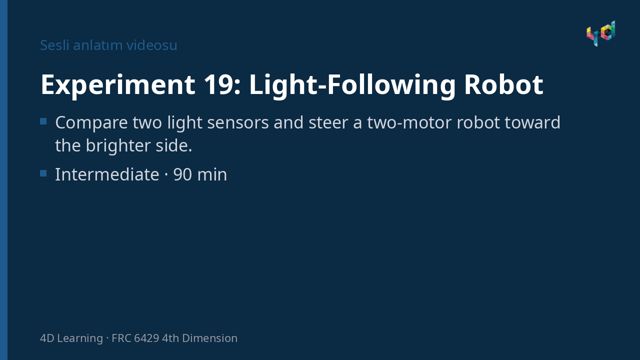 Sesli anlatım videosu
Experiment 19: Light-Following Robot
Compare two light sensors and steer a two-motor robot toward
the brighter side.
Intermediate · 90 min
4D Learning · FRC 6429 4th Dimension